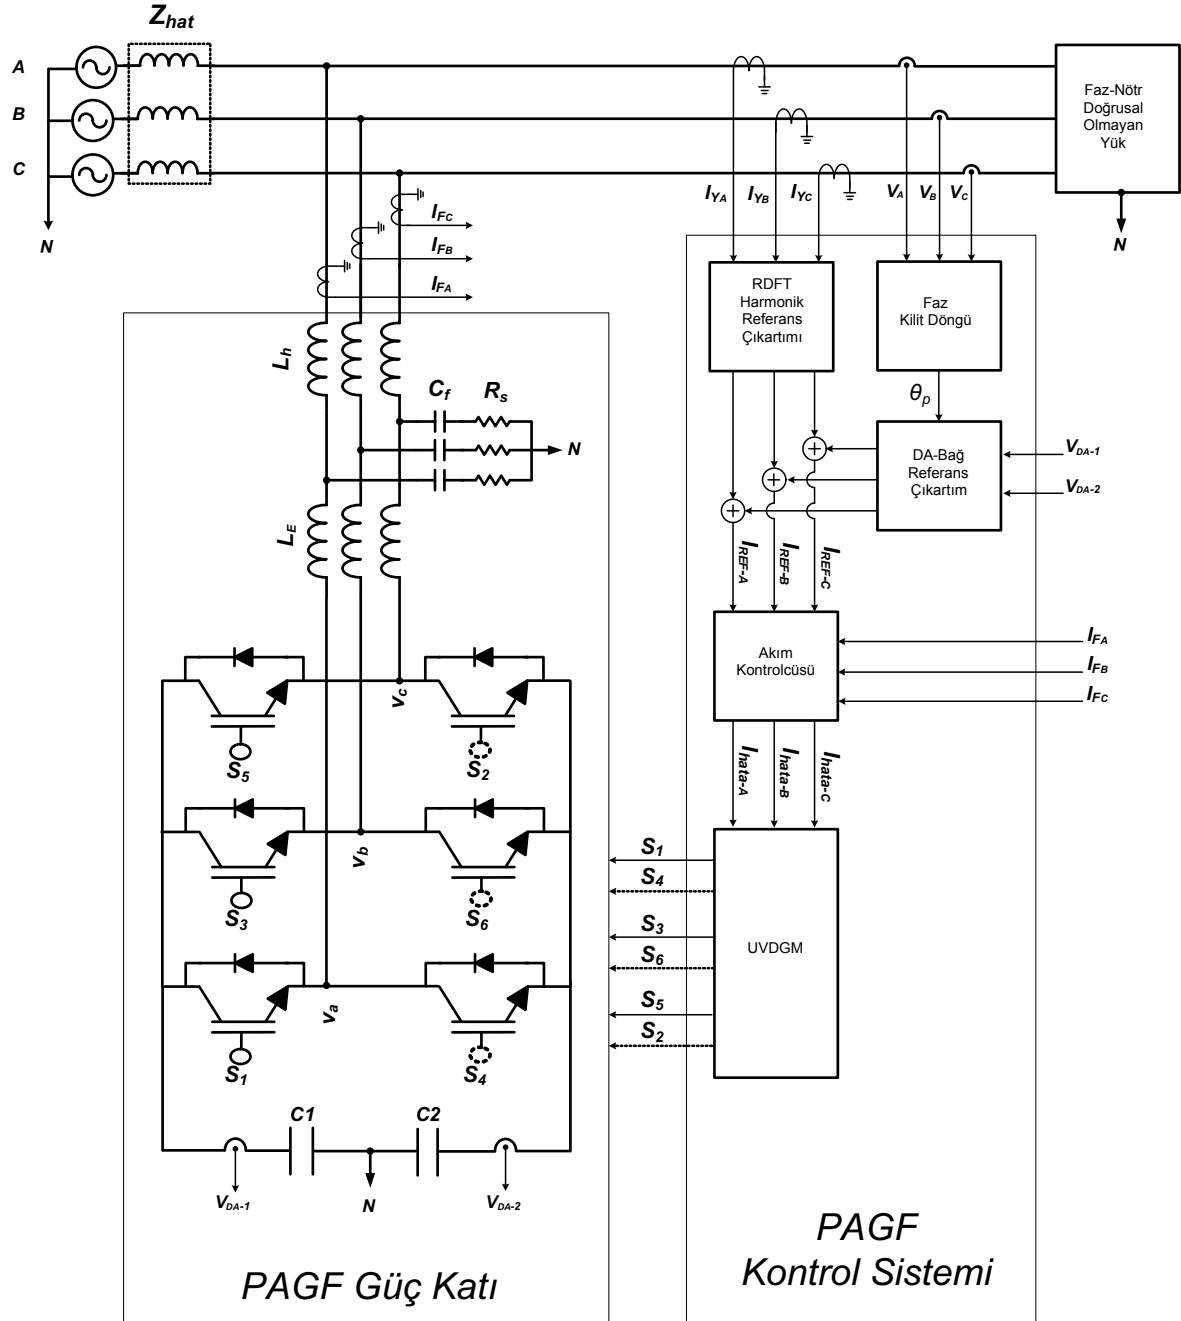 Z_hat
A
B
C
N
Faz-Nötr
Doğrusal
Olmayan
Yük
N
I_YA
I_YB
I_YC
V_A
V_B
V_C
I_FC
I_FB
I_FA
RDFT
Harmonik
Referans
Çıkartımı
Faz
Kilit Döngü
θ_p
L_h
C_f
R_s
N
DA-Bağ
Referans
Çıkartım
V_DA-1
V_DA-2
L_E
I_REF-A
I_REF-B
I_REF-C
Akım
Kontrolcüsü
I_FA
I_FB
I_FC
v_c
S_5
S_2
I_hata-A
I_hata-B
I_hata-C
v_b
S_3
S_6
UVDGM
S_1
S_4
S_3
S_6
S_5
S_2
v_a
S_1
S_4
C1
C2
V_DA-1
N
V_DA-2
PAGF Güç Katı
PAGF
Kontrol Sistemi